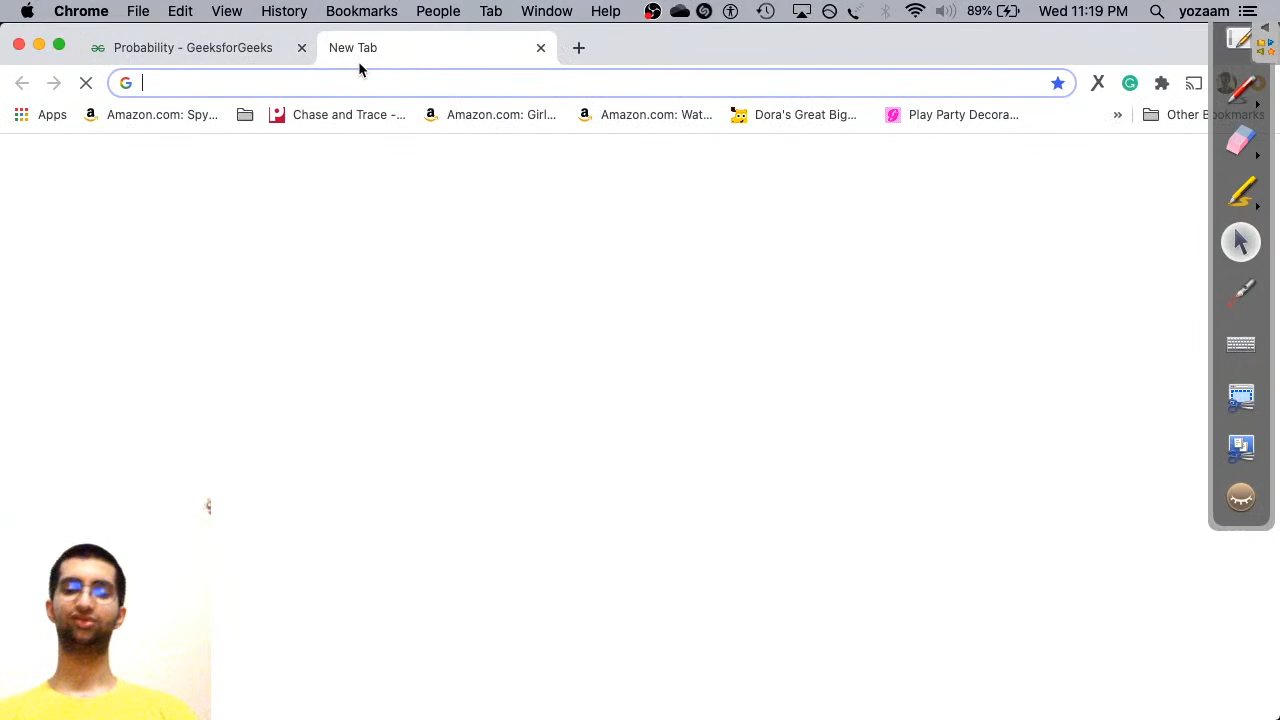 Chrome File Edit View History Bookmarks People Tab Window Help 89% Wed 11:19 PM yozaam
Probability - GeeksforGeeks New Tab
Apps Amazon.com: Spy... Chase and Trace -... Amazon.com: Girl... Amazon.com: Wat... Dora's Great Big... Play Party Decora... » Other Bookmarks